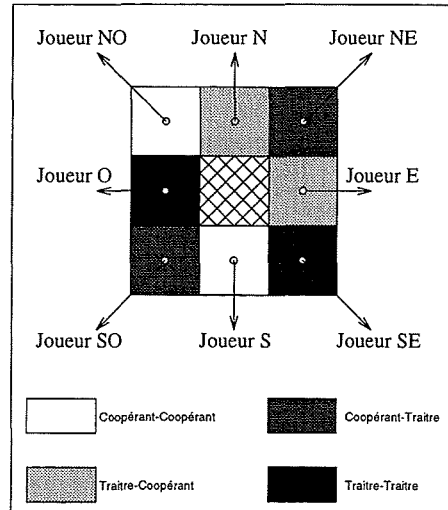 Joueur NO Joueur N Joueur NE
Joueur O Joueur E
Joueur SO Joueur S Joueur SE
Coopérant-Coopérant Coopérant-Traitre
Traitre-Coopérant Traitre-Traitre